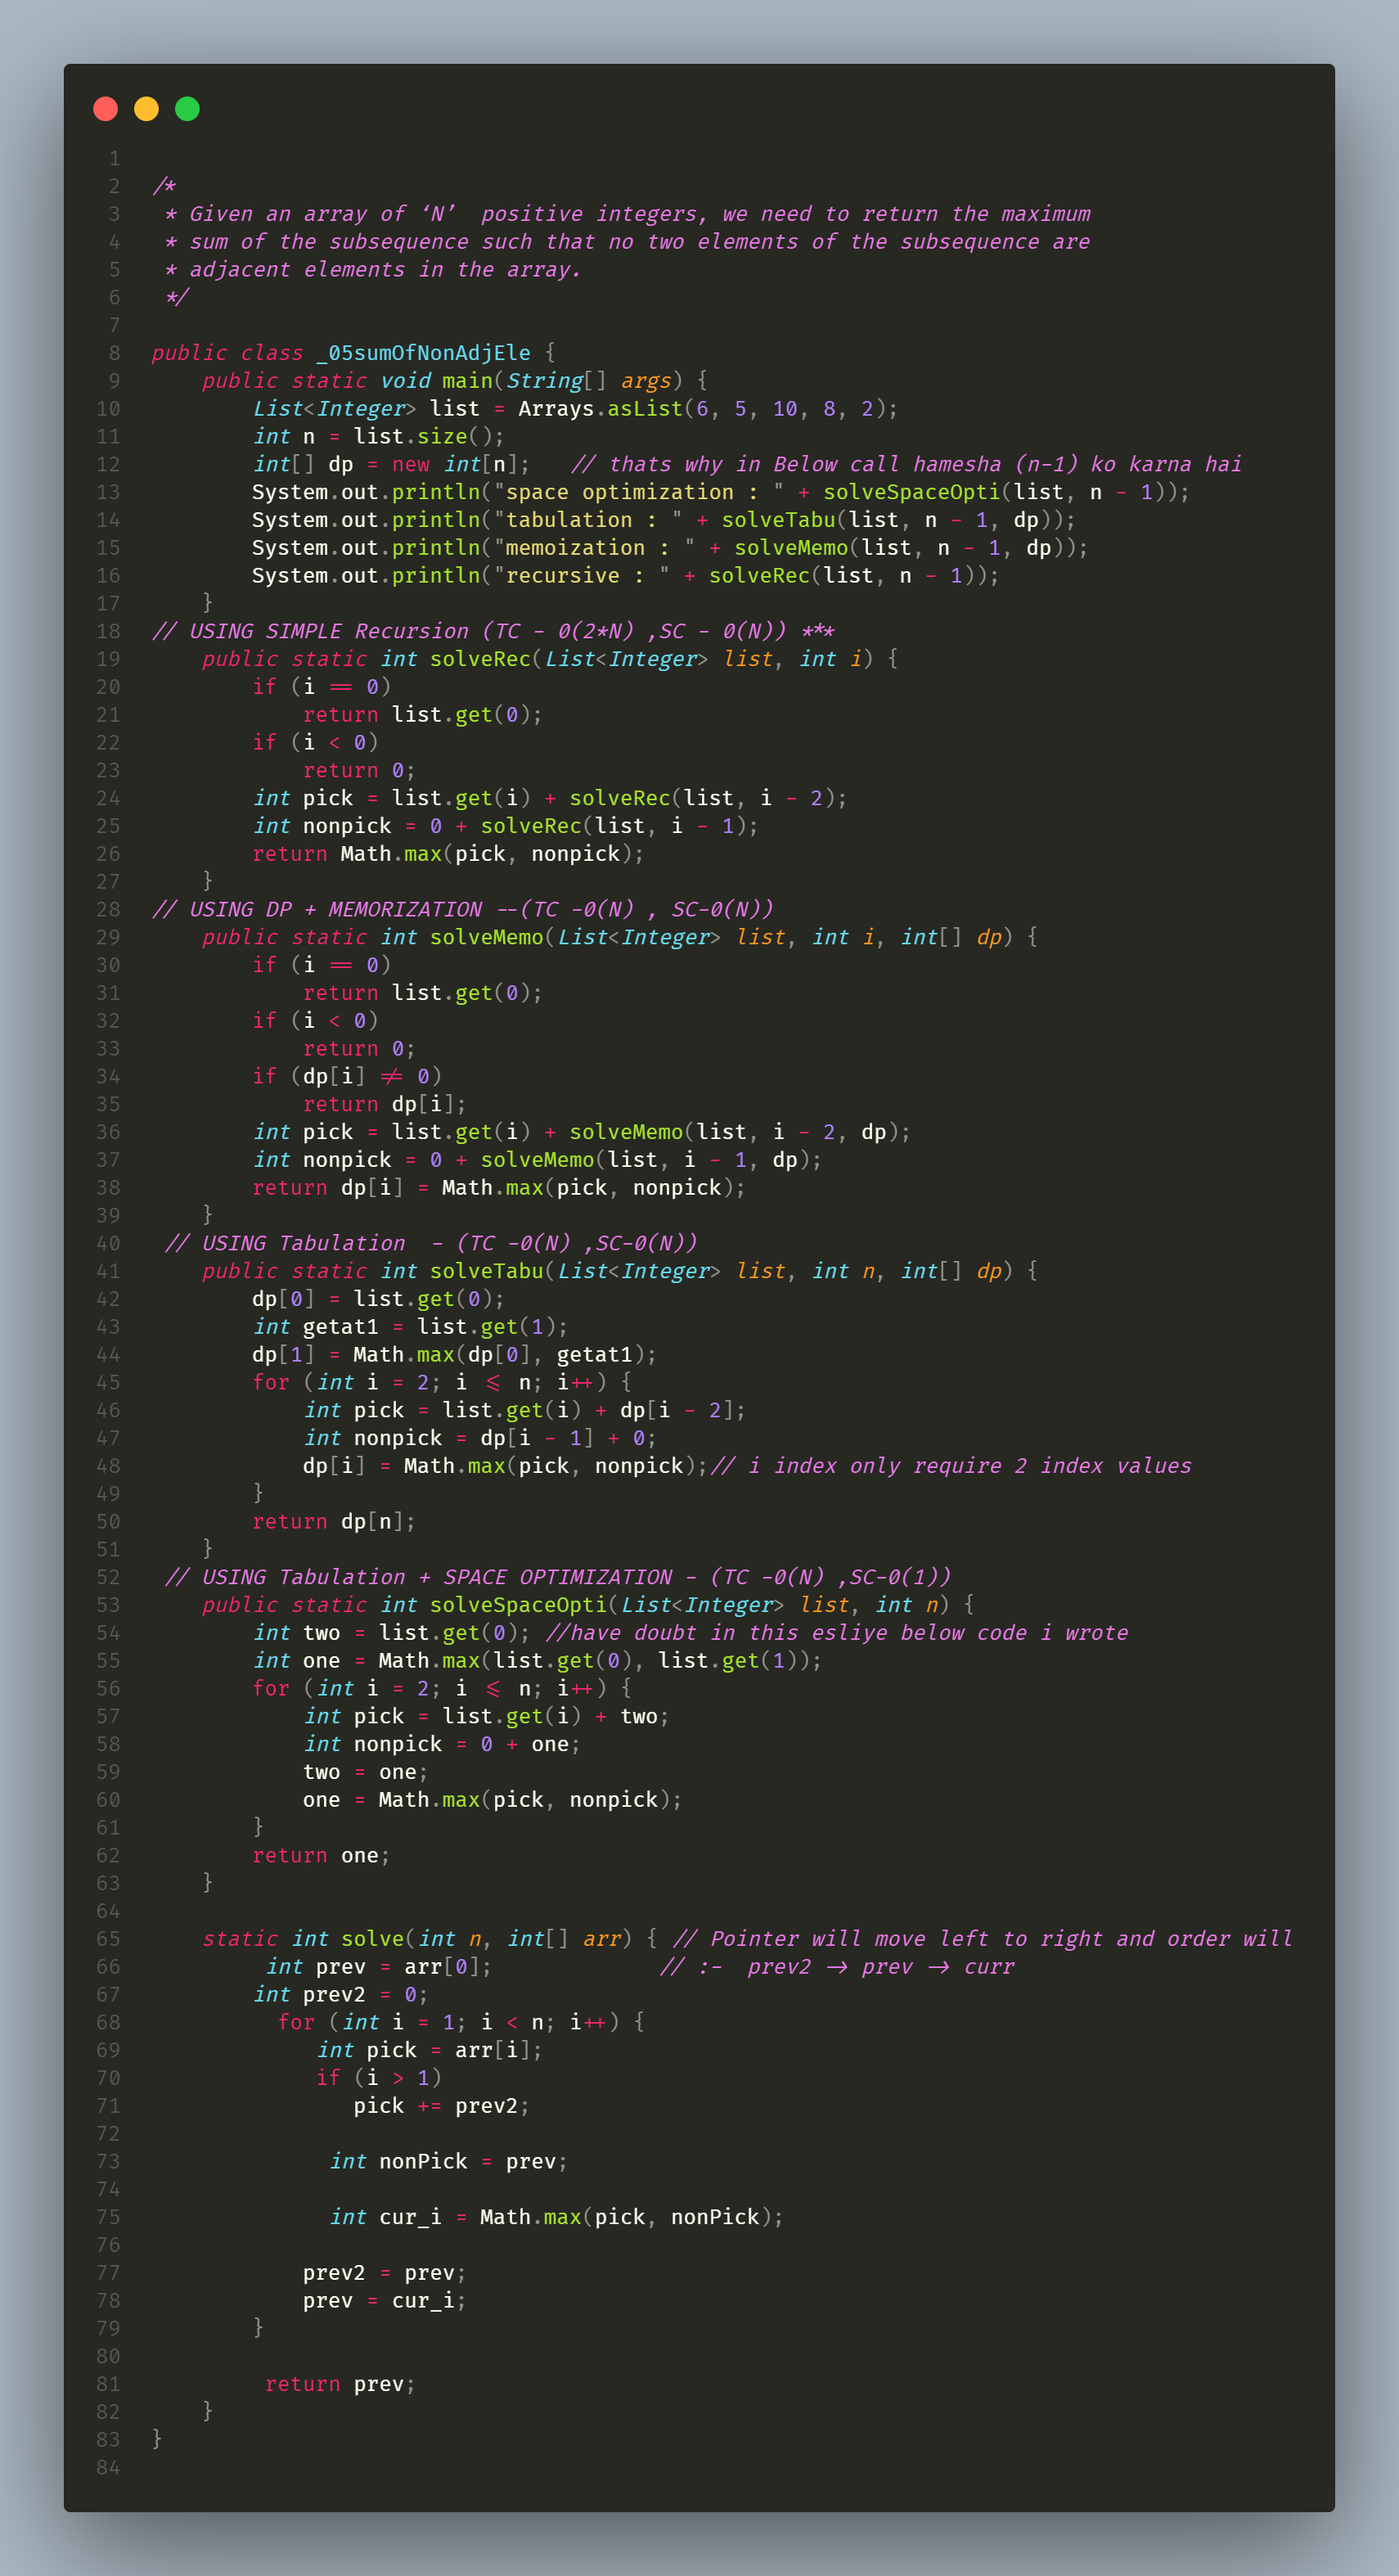 1
2 /*
3  * Given an array of ‘N’  positive integers, we need to return the maximum
4  * sum of the subsequence such that no two elements of the subsequence are
5  * adjacent elements in the array.
6  */
7
8 public class _05sumOfNonAdjEle {
9     public static void main(String[] args) {
10         List<Integer> list = Arrays.asList(6, 5, 10, 8, 2);
11         int n = list.size();
12         int[] dp = new int[n];   // thats why in Below call hamesha (n-1) ko karna hai
13         System.out.println("space optimization : " + solveSpaceOpti(list, n - 1));
14         System.out.println("tabulation : " + solveTabu(list, n - 1, dp));
15         System.out.println("memoization : " + solveMemo(list, n - 1, dp));
16         System.out.println("recursive : " + solveRec(list, n - 1));
17     }
18 // USING SIMPLE Recursion (TC - 0(2*N) ,SC - 0(N)) ***
19     public static int solveRec(List<Integer> list, int i) {
20         if (i == 0)
21             return list.get(0);
22         if (i < 0)
23             return 0;
24         int pick = list.get(i) + solveRec(list, i - 2);
25         int nonpick = 0 + solveRec(list, i - 1);
26         return Math.max(pick, nonpick);
27     }
28 // USING DP + MEMORIZATION --(TC -0(N) , SC-0(N))
29     public static int solveMemo(List<Integer> list, int i, int[] dp) {
30         if (i == 0)
31             return list.get(0);
32         if (i < 0)
33             return 0;
34         if (dp[i] != 0)
35             return dp[i];
36         int pick = list.get(i) + solveMemo(list, i - 2, dp);
37         int nonpick = 0 + solveMemo(list, i - 1, dp);
38         return dp[i] = Math.max(pick, nonpick);
39     }
40  // USING Tabulation  - (TC -0(N) ,SC-0(N))
41     public static int solveTabu(List<Integer> list, int n, int[] dp) {
42         dp[0] = list.get(0);
43         int getat1 = list.get(1);
44         dp[1] = Math.max(dp[0], getat1);
45         for (int i = 2; i <= n; i++) {
46             int pick = list.get(i) + dp[i - 2];
47             int nonpick = dp[i - 1] + 0;
48             dp[i] = Math.max(pick, nonpick);// i index only require 2 index values
49         }
50         return dp[n];
51     }
52  // USING Tabulation + SPACE OPTIMIZATION - (TC -0(N) ,SC-0(1))
53     public static int solveSpaceOpti(List<Integer> list, int n) {
54         int two = list.get(0); //have doubt in this esliye below code i wrote
55         int one = Math.max(list.get(0), list.get(1));
56         for (int i = 2; i <= n; i++) {
57             int pick = list.get(i) + two;
58             int nonpick = 0 + one;
59             two = one;
60             one = Math.max(pick, nonpick);
61         }
62         return one;
63     }
64
65     static int solve(int n, int[] arr) { // Pointer will move left to right and order will
66          int prev = arr[0];             // :-  prev2 -> prev -> curr
67         int prev2 = 0;
68           for (int i = 1; i < n; i++) {
69              int pick = arr[i];
70              if (i > 1)
71                 pick += prev2;
72
73               int nonPick = prev;
74
75               int cur_i = Math.max(pick, nonPick);
76
77             prev2 = prev;
78             prev = cur_i;
79         }
80
81          return prev;
82     }
83 }
84